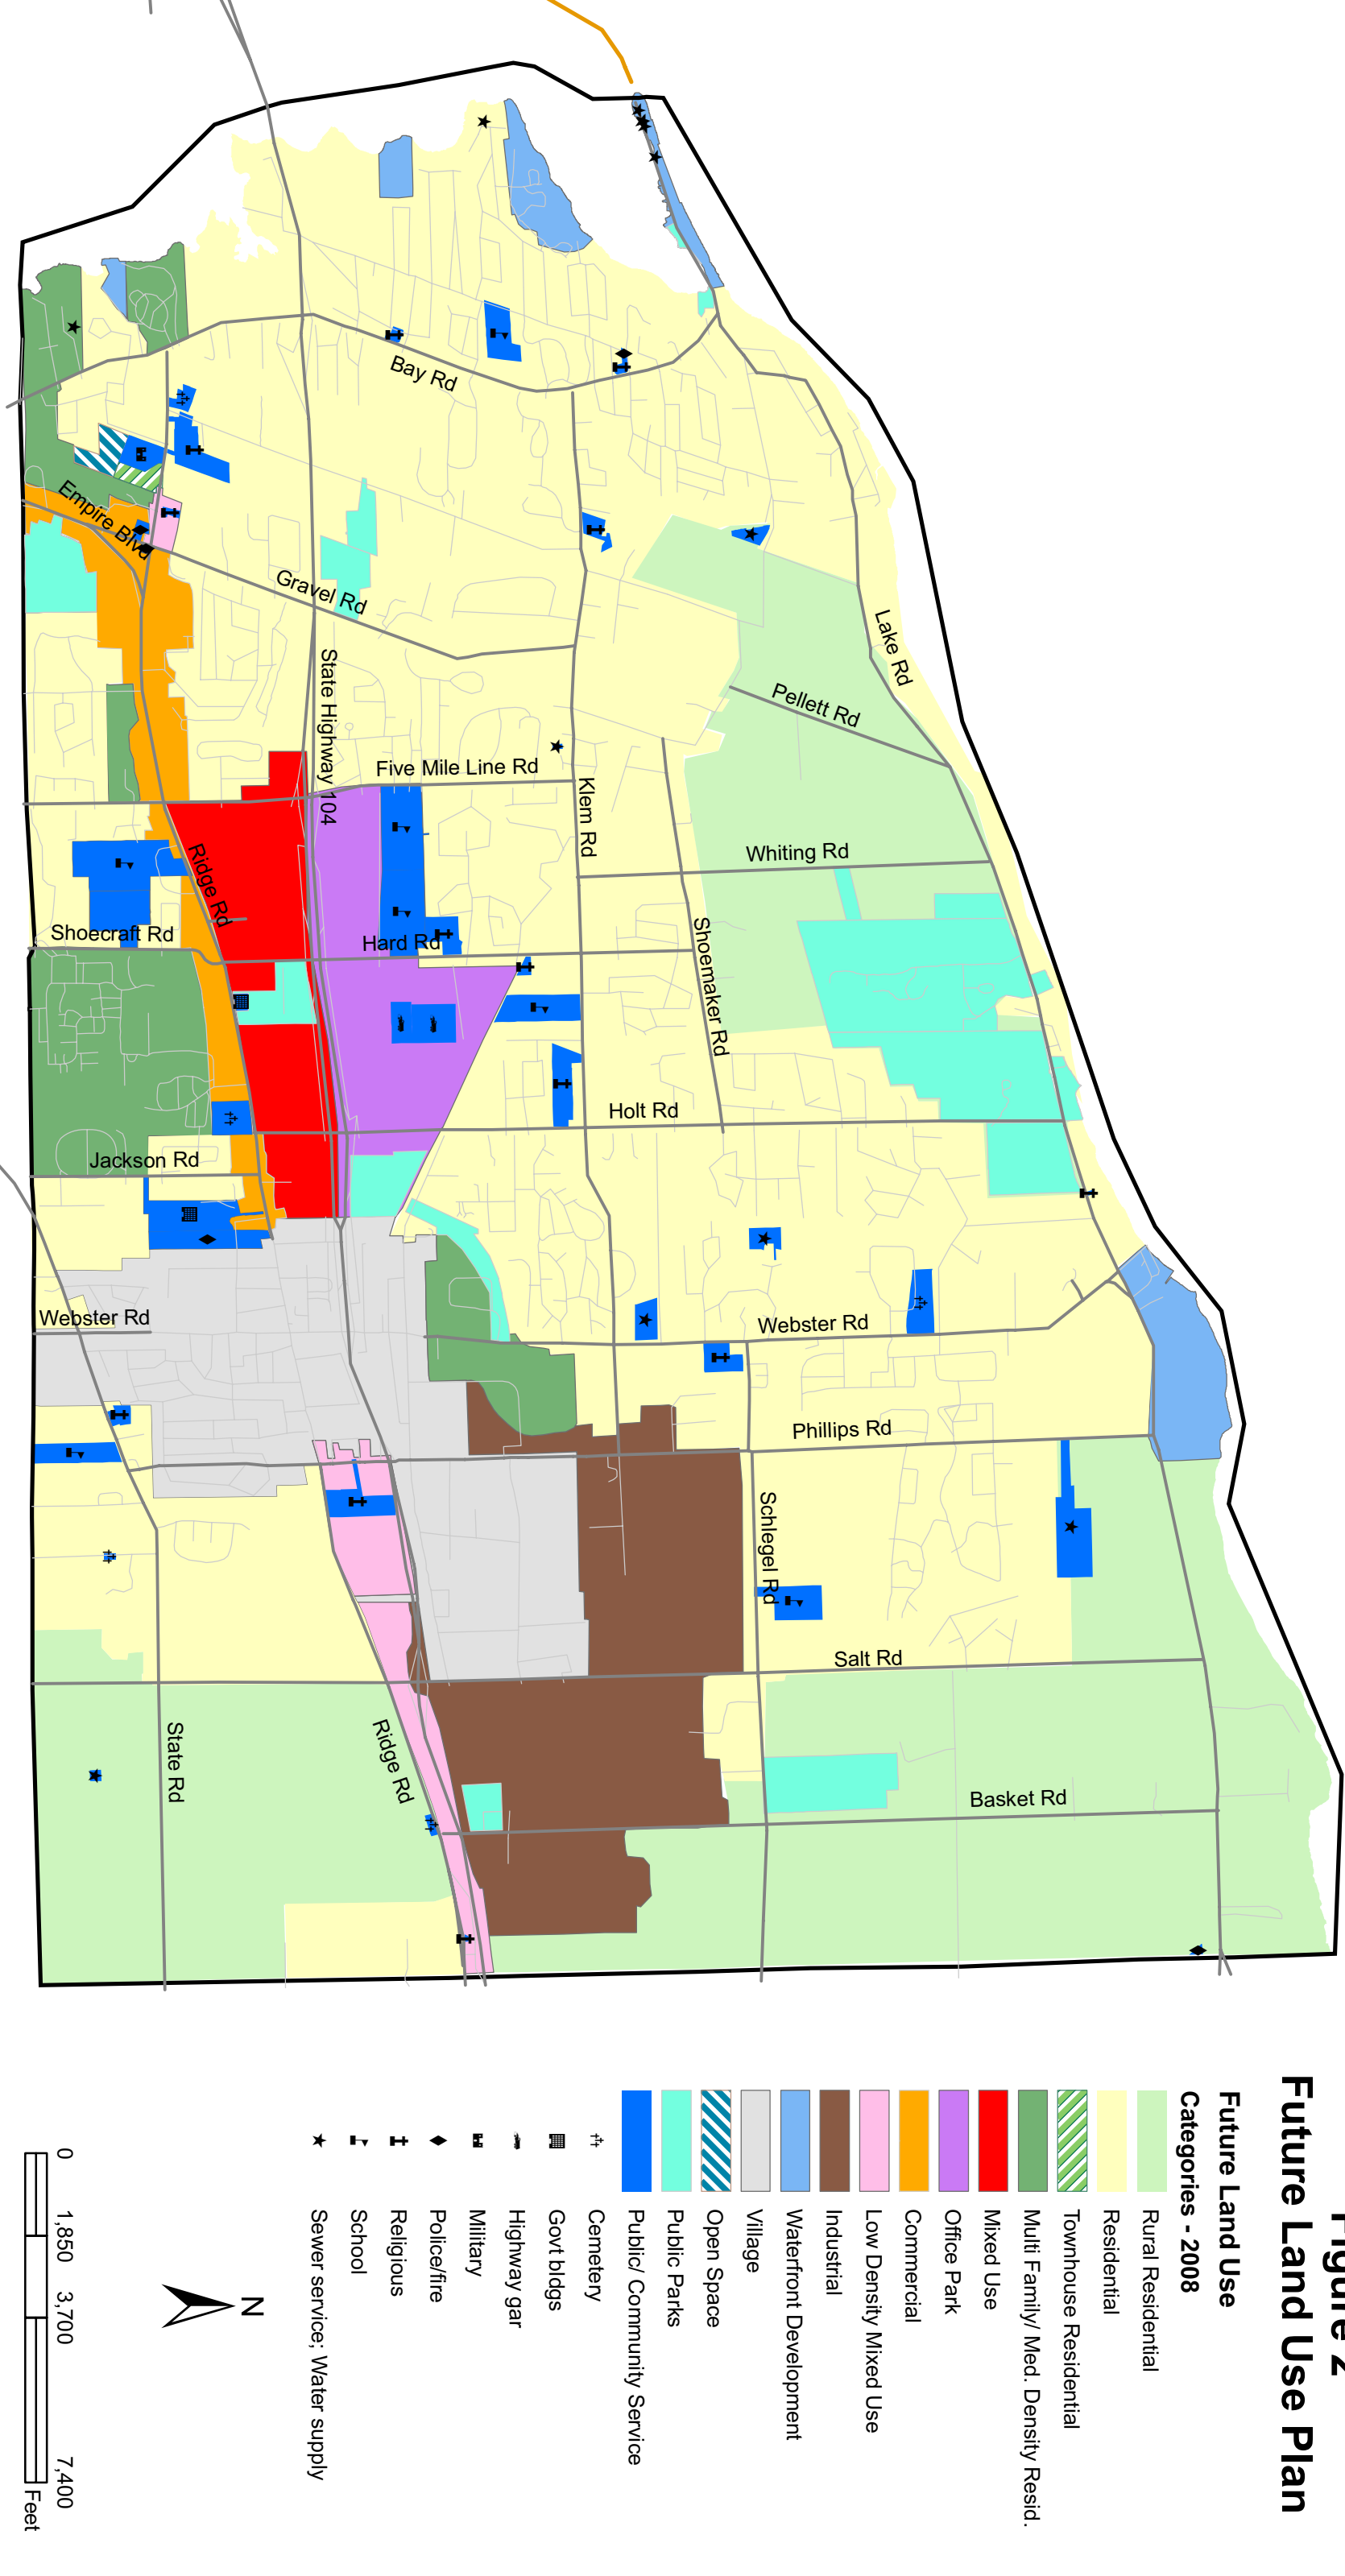 Figure 2
Future Land Use Plan
Future Land Use
Categories - 2008
Rural Residential
Residential
Townhouse Residential
Multi Family/ Med. Density Resid.
Mixed Use
Office Park
Commercial
Low Density Mixed Use
Industrial
Waterfront Development
Village
Open Space
Public Parks
Public/ Community Service
Cemetery
Govt bldgs
Highway gar
Military
Police/fire
Religious
School
Sewer service; Water supply
N
0 1,850 3,700 7,400
Feet
Bay Rd
Empire Blvd
Gravel Rd
State Highway 104
Lake Rd
Pellett Rd
Five Mile Line Rd
Klem Rd
Whiting Rd
Ridge Rd
Shoecraft Rd
Hard Rd
Shoemaker Rd
Holt Rd
Jackson Rd
Webster Rd
Webster Rd
Phillips Rd
Schlegel Rd
Salt Rd
State Rd
Ridge Rd
Basket Rd